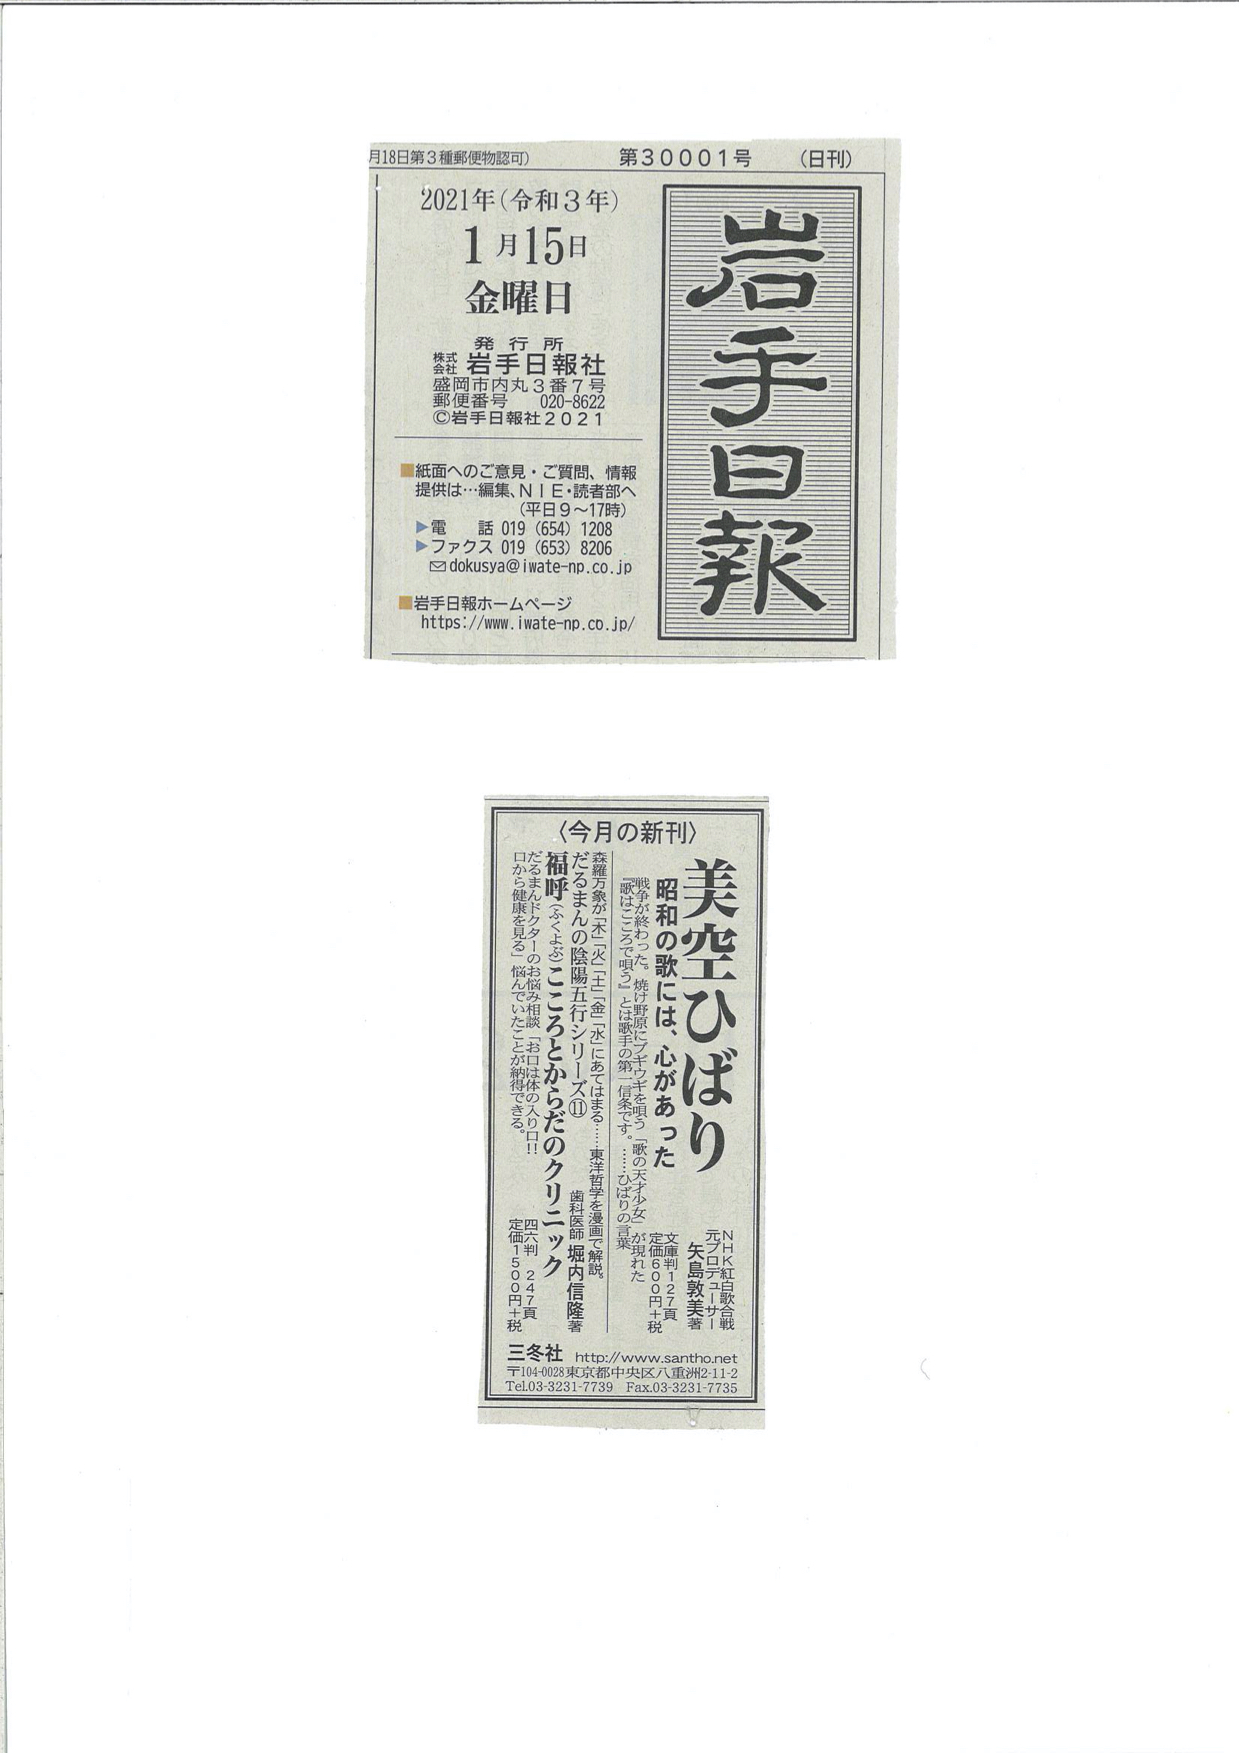 月18日第3種郵便物認可)
第30001号
(日刊)
岩手日報
2021年(令和3年)
1月15日
金曜日
発行所
株式会社 岩手日報社
盛岡市内丸3番7号
郵便番号 020-8622
©岩手日報社2021
■紙面へのご意見・ご質問、情報
提供は…編集、NIE・読者部へ
(平日9~17時)
▶電 話 019 (654) 1208
▶ファクス 019 (653) 8206
✉dokusya@iwate-np.co.jp
■岩手日報ホームページ
https://www.iwate-np.co.jp/
〈今月の新刊〉
美空ひばり
昭和の歌には、心があった
NHK紅白歌合戦
元プロデューサー
矢島敦美著
戦争が終わった。焼け野原にブギウギを唄う「歌の天才少女」が現れた
『歌はこころで唄う』とは歌手の第一信条です。……ひばりの言葉
文庫判127頁
定価600円+税
森羅万象が「木」「火」「土」「金」「水」にあてはまる……東洋哲学を漫画で解説。
だるまんの陰陽五行シリーズ⑪
歯科医師 堀内信隆著
福呼(ふくよぶ)こころとからだのクリニック
だるまんドクターのお悩み相談「お口は体の入り口!!
口から健康を見る」悩んでいたことが納得できる。
四六判 247頁
定価1500円+税
三冬社 http://www.santho.net
〒104-0028東京都中央区八重洲2-11-2
Tel.03-3231-7739 Fax.03-3231-7735